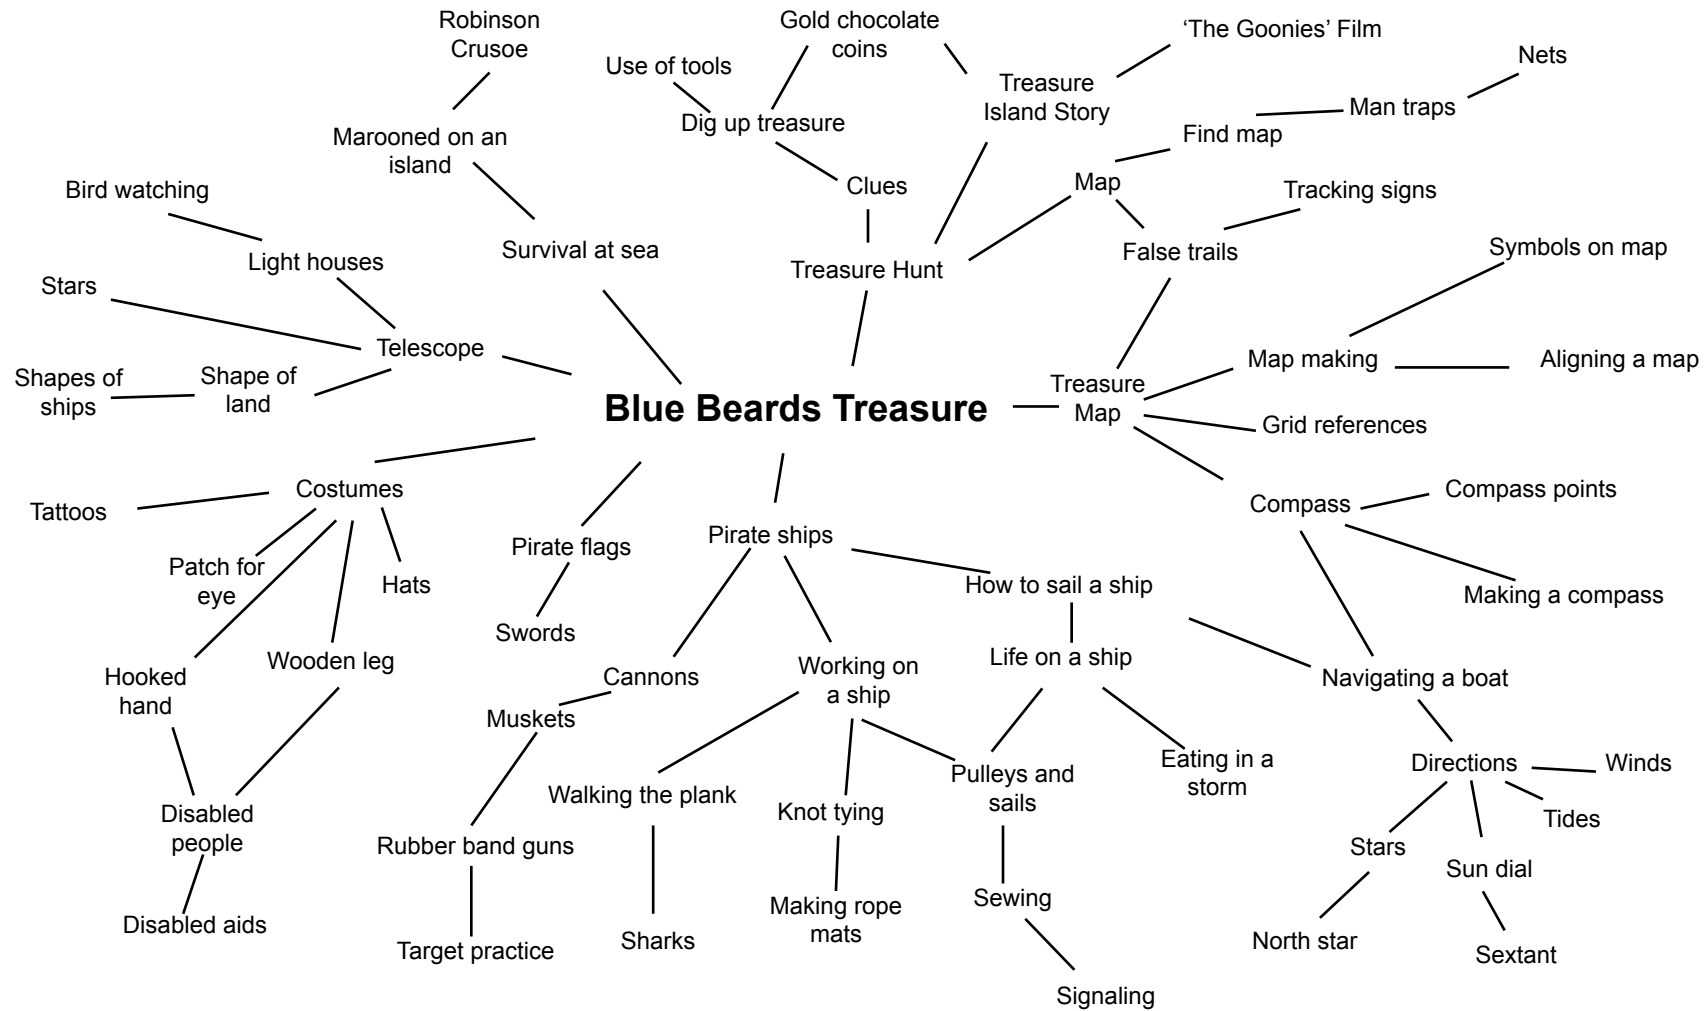 Robinson
Crusoe
Gold chocolate
coins
‘The Goonies’ Film
Nets
Use of tools
Treasure
Island Story
Man traps
Dig up treasure
Find map
Marooned on an
island
Clues
Map
Tracking signs
Bird watching
Survival at sea
False trails
Symbols on map
Light houses
Treasure Hunt
Stars
Telescope
Map making
Aligning a map
Shapes of
ships
Shape of
land
Treasure
Map
Blue Beards Treasure
Grid references
Costumes
Compass
Compass points
Tattoos
Pirate flags
Pirate ships
Patch for
eye
Hats
How to sail a ship
Making a compass
Swords
Hooked
hand
Wooden leg
Cannons
Working on
a ship
Life on a ship
Navigating a boat
Muskets
Walking the plank
Pulleys and
sails
Eating in a
storm
Directions
Winds
Disabled
people
Knot tying
Tides
Rubber band guns
Stars
Sun dial
Disabled aids
Target practice
Sharks
Making rope
mats
Sewing
North star
Sextant
Signaling